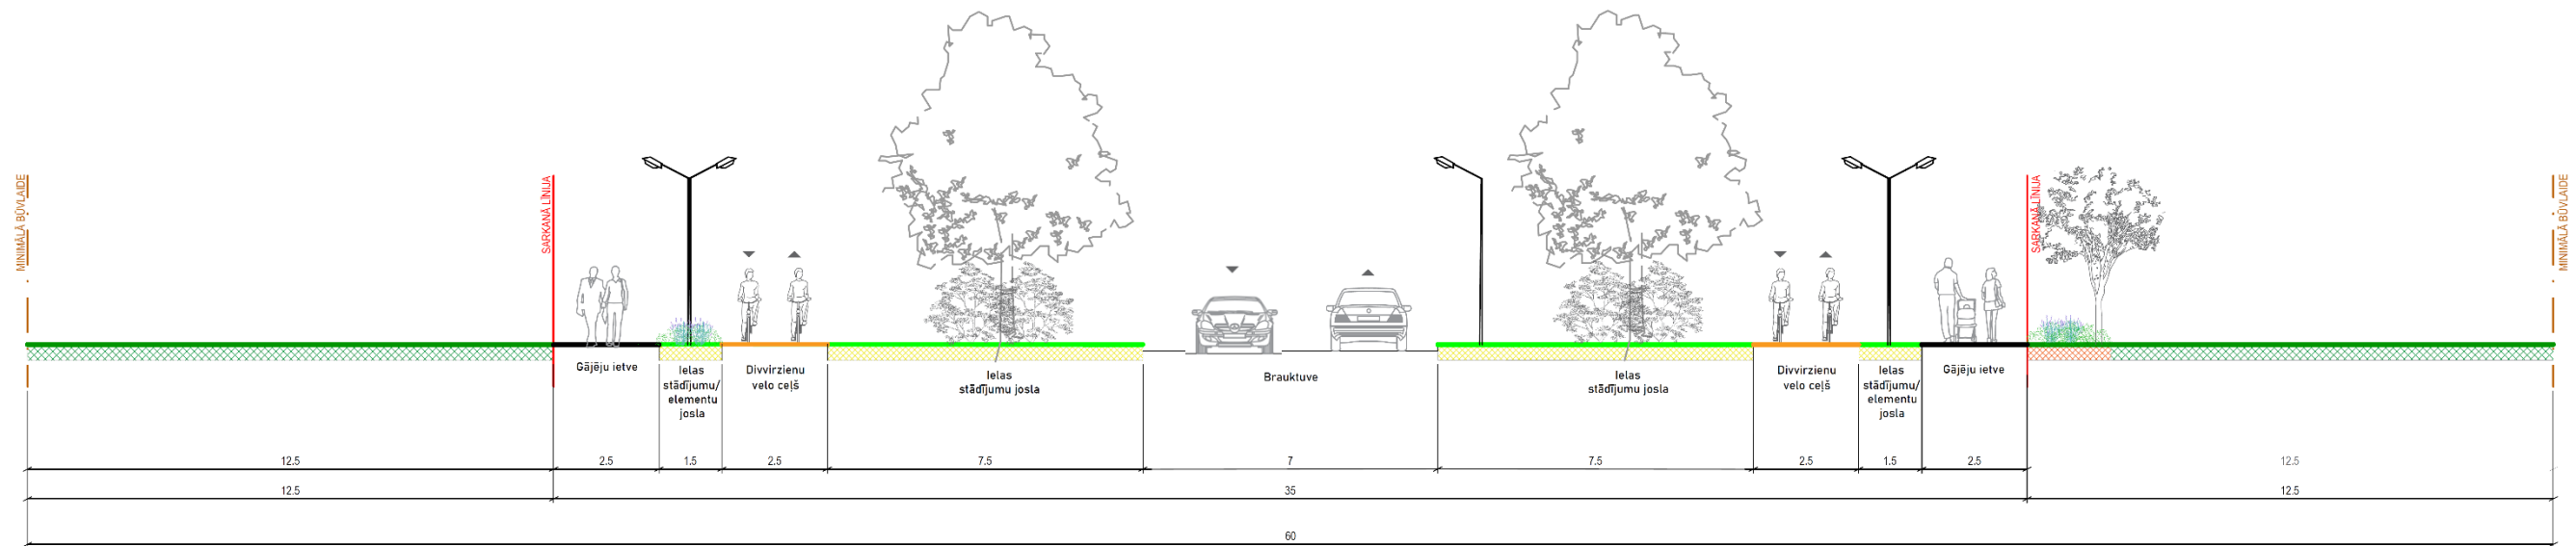 MINIMĀLĀ BŪVLAIDE
SARKANĀ LĪNIJA
SARKANĀ LĪNIJA
MINIMĀLĀ BŪVLAIDE
Gājēju ietve
Ielas
stādījumu/
elementu
josla
Divvirzienu
velo ceļš
Ielas
stādījumu josla
Brauktuve
Ielas
stādījumu josla
Divvirzienu
velo ceļš
Ielas
stādījumu/
elementu
josla
Gājēju ietve
12.5 2.5 1.5 2.5 7.5 7 7.5 2.5 1.5 2.5 12.5
12.5 35 12.5
60